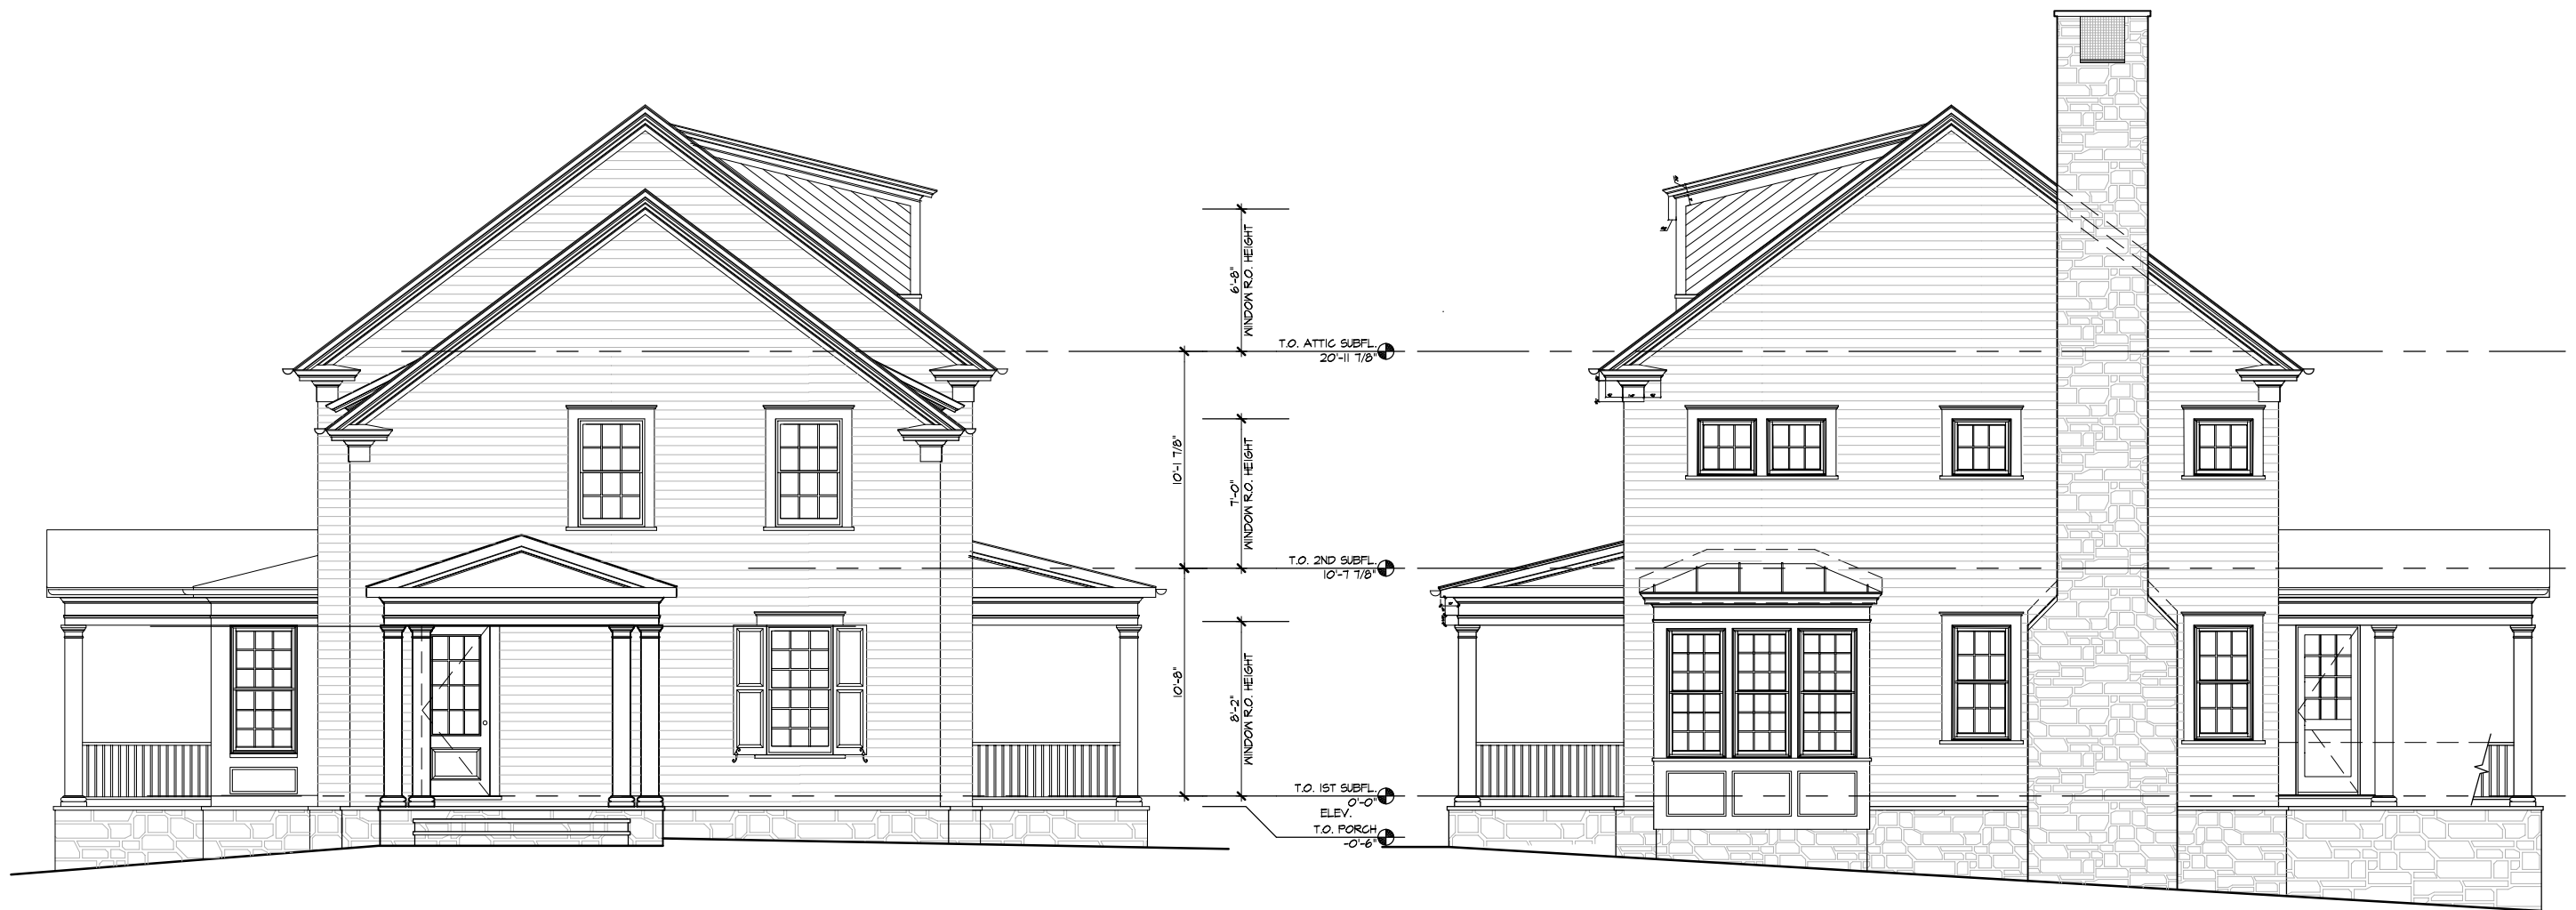 6'-8"
WINDOW R.O. HEIGHT
T.O. ATTIC SUBFL.
20'-11 7/8"
10'-1 7/8"
7'-0"
WINDOW R.O. HEIGHT
T.O. 2ND SUBFL.
10'-7 7/8"
10'-8"
8'-2"
WINDOW R.O. HEIGHT
T.O. 1ST SUBFL.
0'-0"
ELEV.
T.O. PORCH
-0'-6"